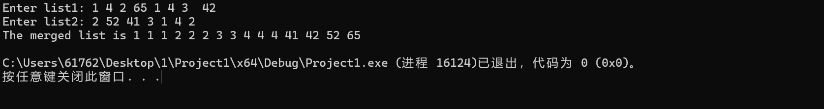 Enter list1: 1 4 2 65 1 4 3  42
Enter list2: 2 52 41 3 1 4 2
The merged list is 1 1 1 2 2 2 3 3 4 4 4 41 42 52 65
C:\Users\61762\Desktop\1\Project1\x64\Debug\Project1.exe (进程 16124)已退出，代码为 0 (0x0)。
按任意键关闭此窗口. . .